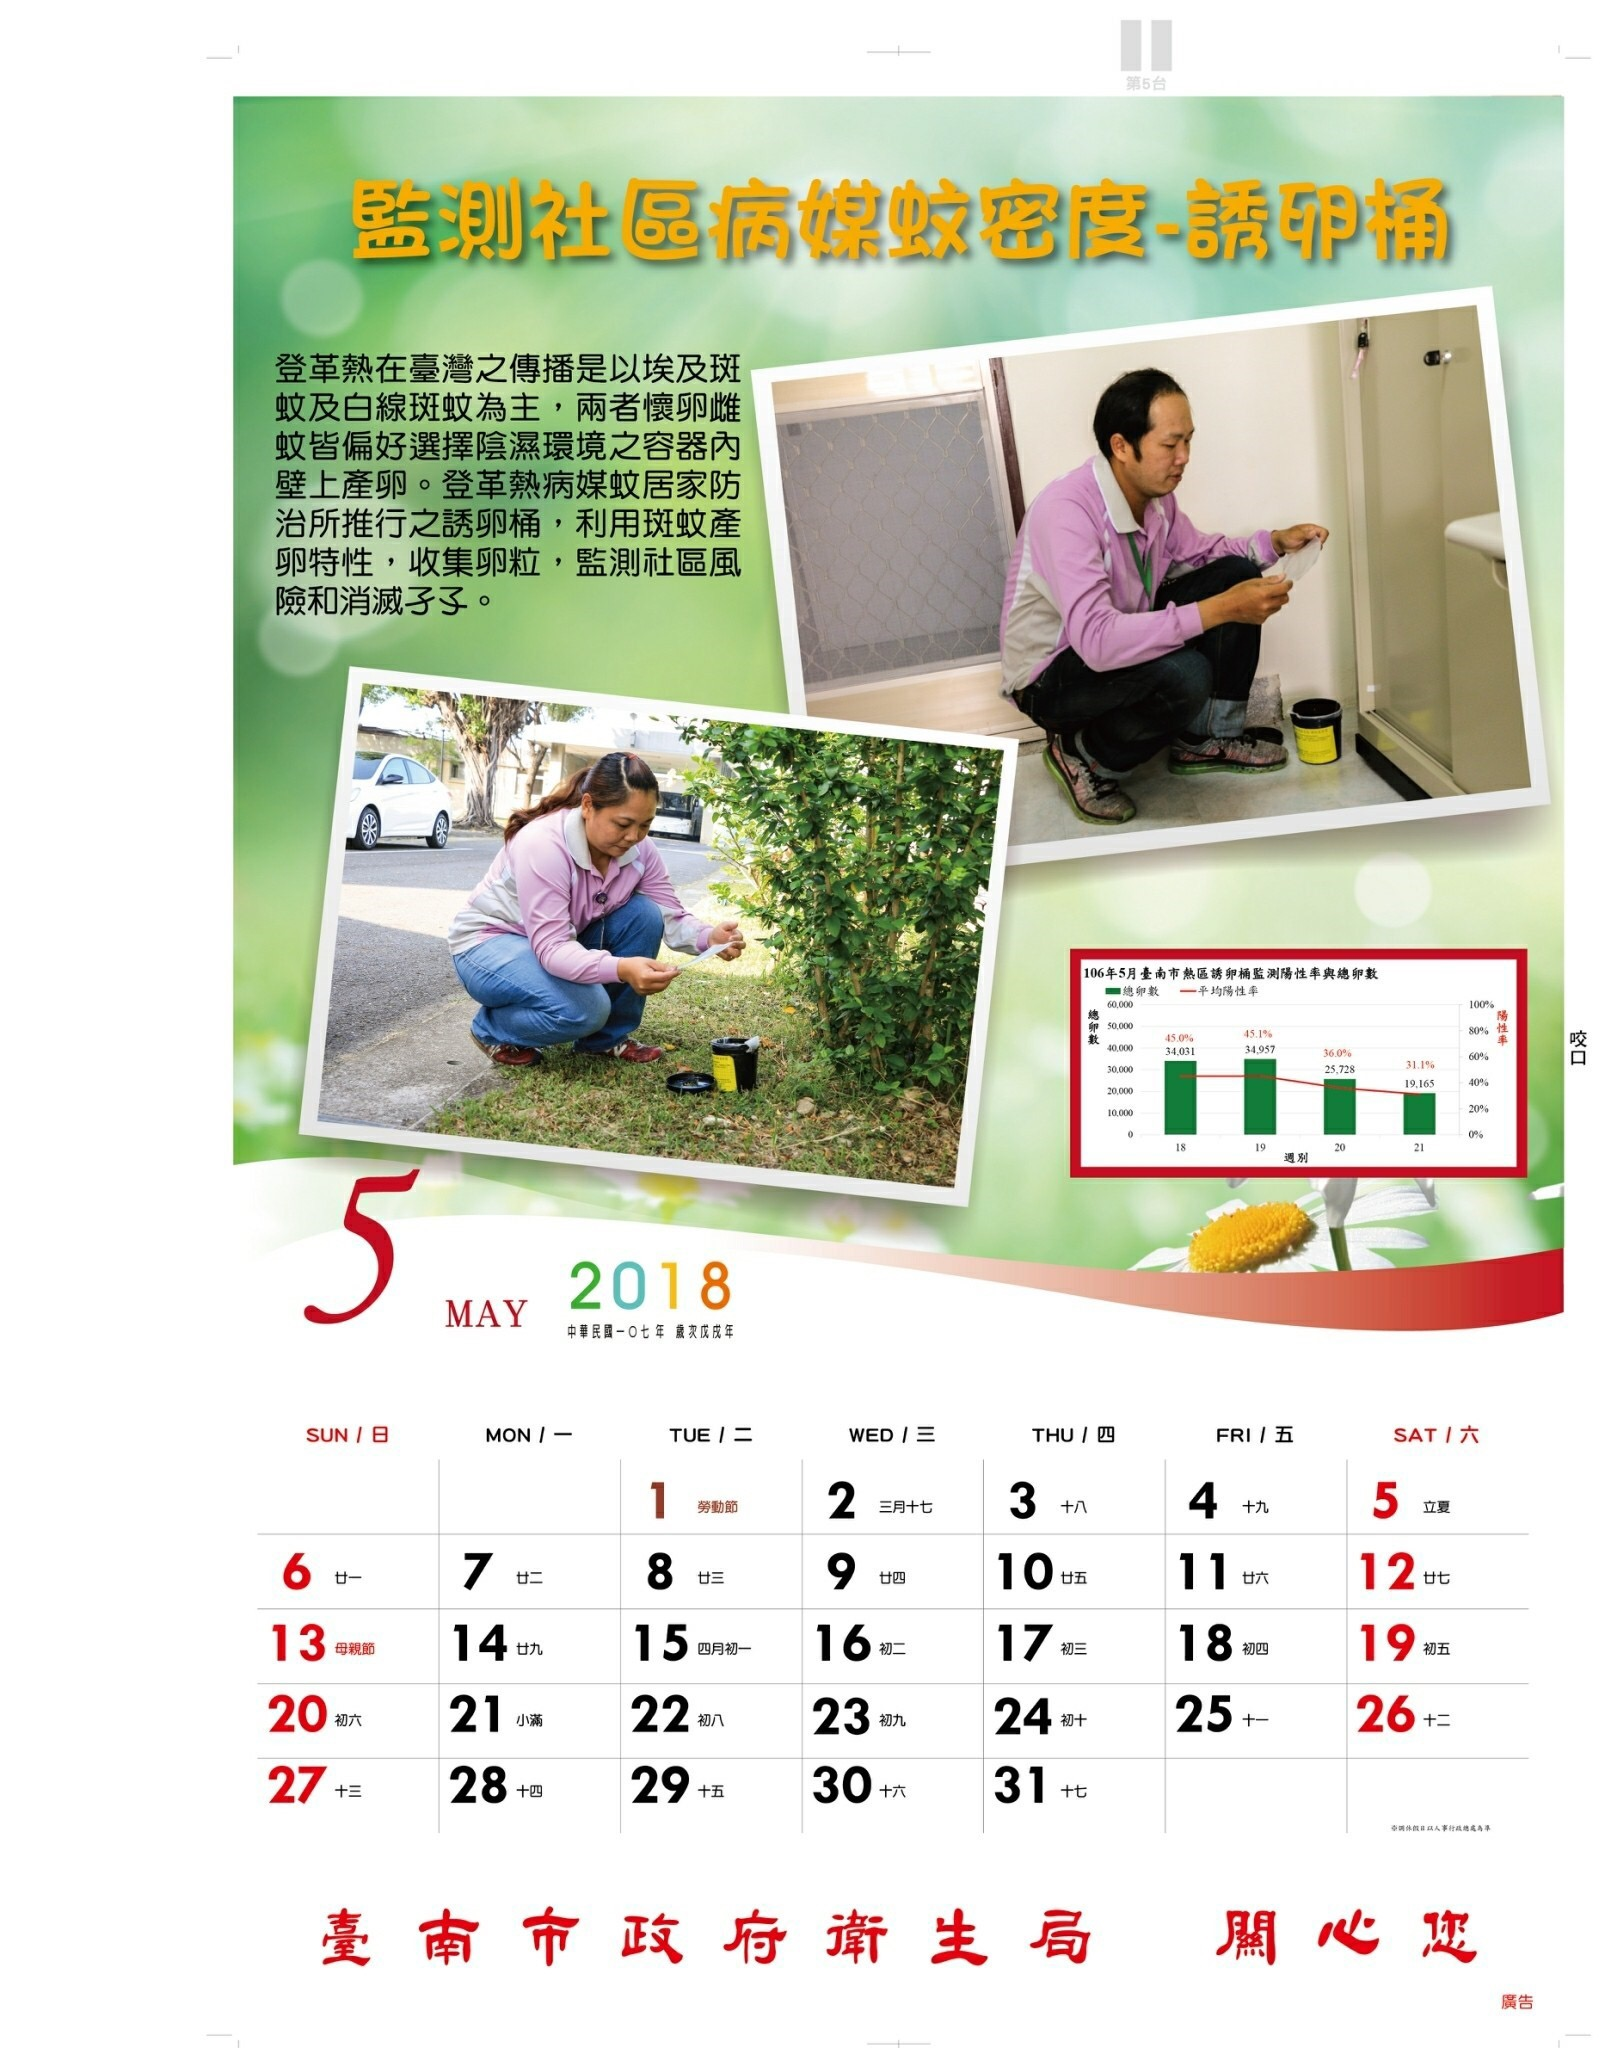 第5台
監測社區病媒蚊密度-誘卵桶
登革熱在臺灣之傳播是以埃及斑
蚊及白線斑蚊為主，兩者懷卵雌
蚊皆偏好選擇陰濕環境之容器內
壁上產卵。登革熱病媒蚊居家防
治所推行之誘卵桶，利用斑蚊產
卵特性，收集卵粒，監測社區風
險和消滅孑孓。
106年5月臺南市熱區誘卵桶監測陽性率與總卵數
總卵數 平均陽性率
總卵數
60,000
50,000
40,000
30,000
20,000
10,000
0
45.0% 45.1% 36.0% 31.1%
34,031 34,957 25,728 19,165
100%
80%
60%
40%
20%
0%
陽性率
18 19 20 21
週別
咬口
5 MAY 2018
中華民國一〇七年 歲次戊戌年
SUN / 日 MON / 一 TUE / 二 WED / 三 THU / 四 FRI / 五 SAT / 六
1 勞動節 2 三月十七 3 十八 4 十九 5 立夏
6 廿一 7 廿二 8 廿三 9 廿四 10 廿五 11 廿六 12 廿七
13 母親節 14 廿九 15 四月初一 16 初二 17 初三 18 初四 19 初五
20 初六 21 小滿 22 初八 23 初九 24 初十 25 十一 26 十二
27 十三 28 十四 29 十五 30 十六 31 十七
※例休假日以人事行政總處為準
臺南市政府衛生局 關心您
廣告